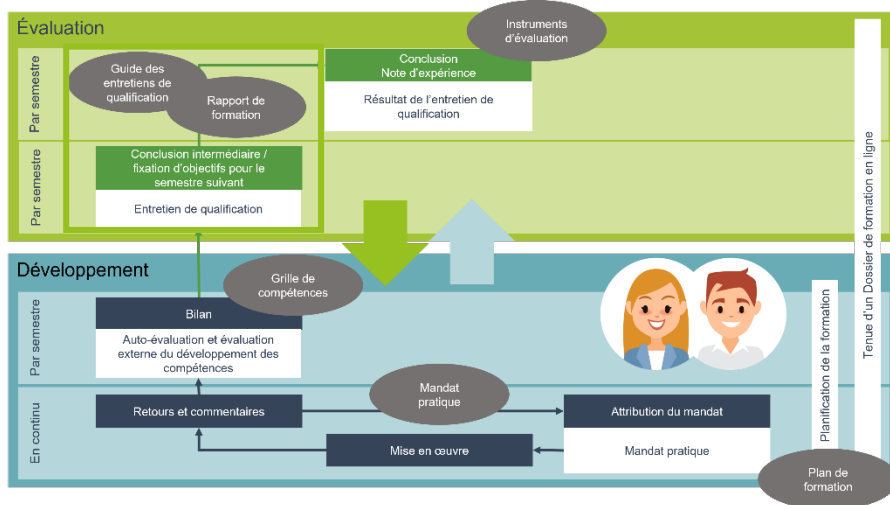 Évaluation
Instruments
d'évaluation
Par semestre
Guide des
entretiens de
qualification
Rapport de
formation
Conclusion
Note d'expérience
Résultat de l'entretien de
qualification
Par semestre
Conclusion intermédiaire /
fixation d'objectifs pour le
semestre suivant
Entretien de qualification
Développement
Grille de
compétences
Par semestre
Bilan
Auto-évaluation et évaluation
externe du développement des
compétences
En continu
Retours et commentaires
Mandat
pratique
Attribution du mandat
Mandat pratique
Mise en œuvre
Planification de la formation
Tenue d'un Dossier de formation en ligne
Plan de
formation